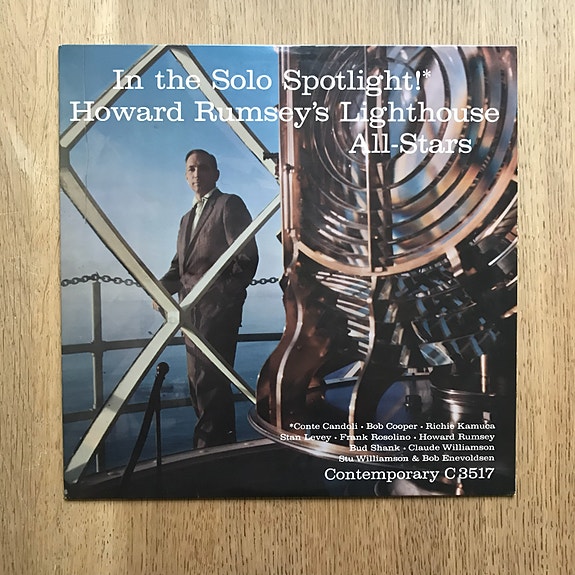 In the Solo Spotlight!*
Howard Rumsey's Lighthouse
All-Stars
*Conte Candoli • Bob Cooper • Richie Kamuca
Stan Levey • Frank Rosolino • Howard Rumsey
Bud Shank • Claude Williamson
Stu Williamson & Bob Enevoldsen
Contemporary C3517